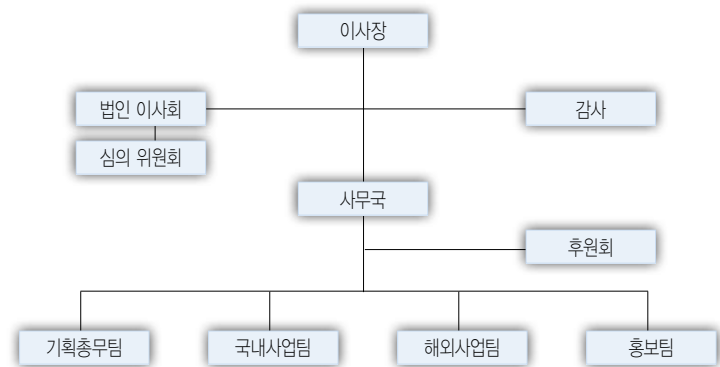 이사장
법인 이사회
감사
심의 위원회
사무국
후원회
기획총무팀
국내사업팀
해외사업팀
홍보팀